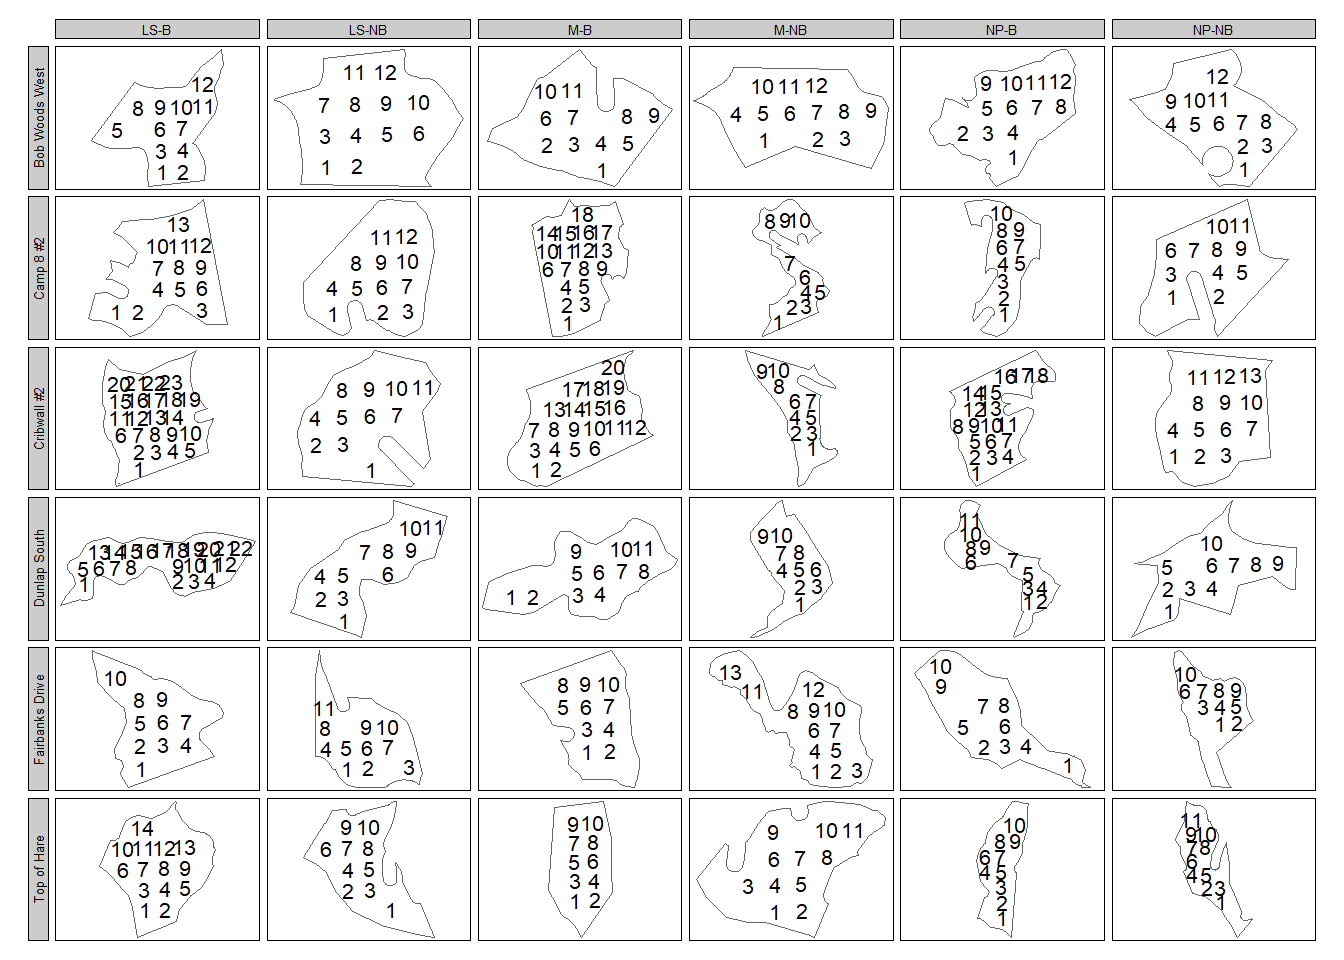 LS-B LS-NB M-B M-NB NP-B NP-NB
Bob Woods West
12
8 9 10 11
5 6 7
3 4
1 2
11 12
7 8 9 10
3 4 5 6
1 2
10 11
6 7 8 9
2 3 4 5
1
10 11 12
4 5 6 7 8 9
1 2 3
9 10 11 12
5 6 7 8
2 3 4
1
12
9 10 11
4 5 6 7 8
2 3
1
Camp 8 #2
13
10 11 12
7 8 9
4 5 6
1 2 3
11 12
8 9 10
4 5 6 7
1 2 3
18
14 15 16 17
10 11 12 13
6 7 8 9
4 5
2 3
1
8 9 10
7
6
4 5
2 3
1
10
8 9
6 7
4 5
3
2
1
10 11
6 7 8 9
3 4 5
1 2
Cribwall #2
20 21 22 23
15 16 17 18 19
11 12 13 14
6 7 8 9 10
2 3 4 5
1
8 9 10 11
4 5 6 7
2 3
1
20
17 18 19
13 14 15 16
7 8 9 10 11 12
3 4 5 6
1 2
9 10
8
6 7
4 5
2 3
1
16 17 18
14 15
12 13
8 9 10 11
5 6 7
2 3 4
1
11 12 13
8 9 10
4 5 6 7
1 2 3
Dunlap South
13 14 15 16 17 18 19 20 21 22
5 6 7 8 9 10 11 12
1 2 3 4
10 11
7 8 9
4 5 6
2 3
1
9 10 11
5 6 7 8
1 2 3 4
9 10
7 8
4 5 6
2 3
1
11
10
8 9
6 7
5
3 4
1 2
10
5 6 7 8 9
2 3 4
1
Fairbanks Drive
10
8 9
5 6 7
2 3 4
1
11
8 9 10
4 5 6 7
1 2 3
8 9 10
5 6 7
3 4
1 2
13
11 12
8 9 10
6 7
4 5
1 2 3
10
9
7 8
5 6
2 3 4
1
10
6 7 8 9
3 4 5
1 2
Top of Hare
14
10 11 12 13
6 7 8 9
3 4 5
1 2
9 10
6 7 8
4 5
2 3
1
9 10
7 8
5 6
3 4
1 2
9 10 11
6 7 8
3 4 5
1 2
10
8 9
6 7
4 5
3
2
1
11
9 10
7 8
6
4 5
2 3
1